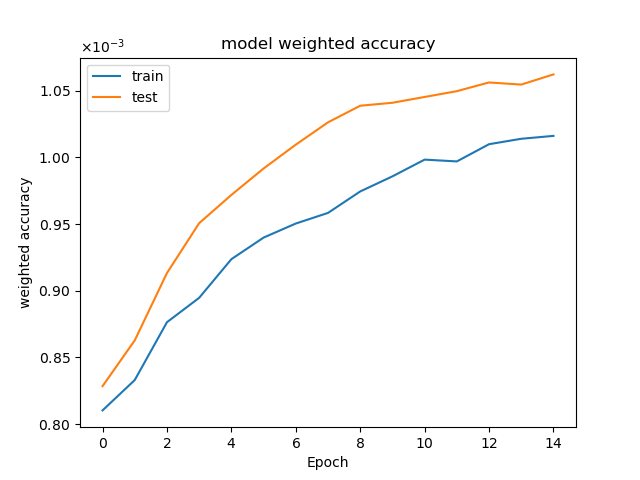 ×10⁻³
model weighted accuracy
train
test
1.05
1.00
0.95
0.90
0.85
0.80
weighted accuracy
0 2 4 6 8 10 12 14
Epoch